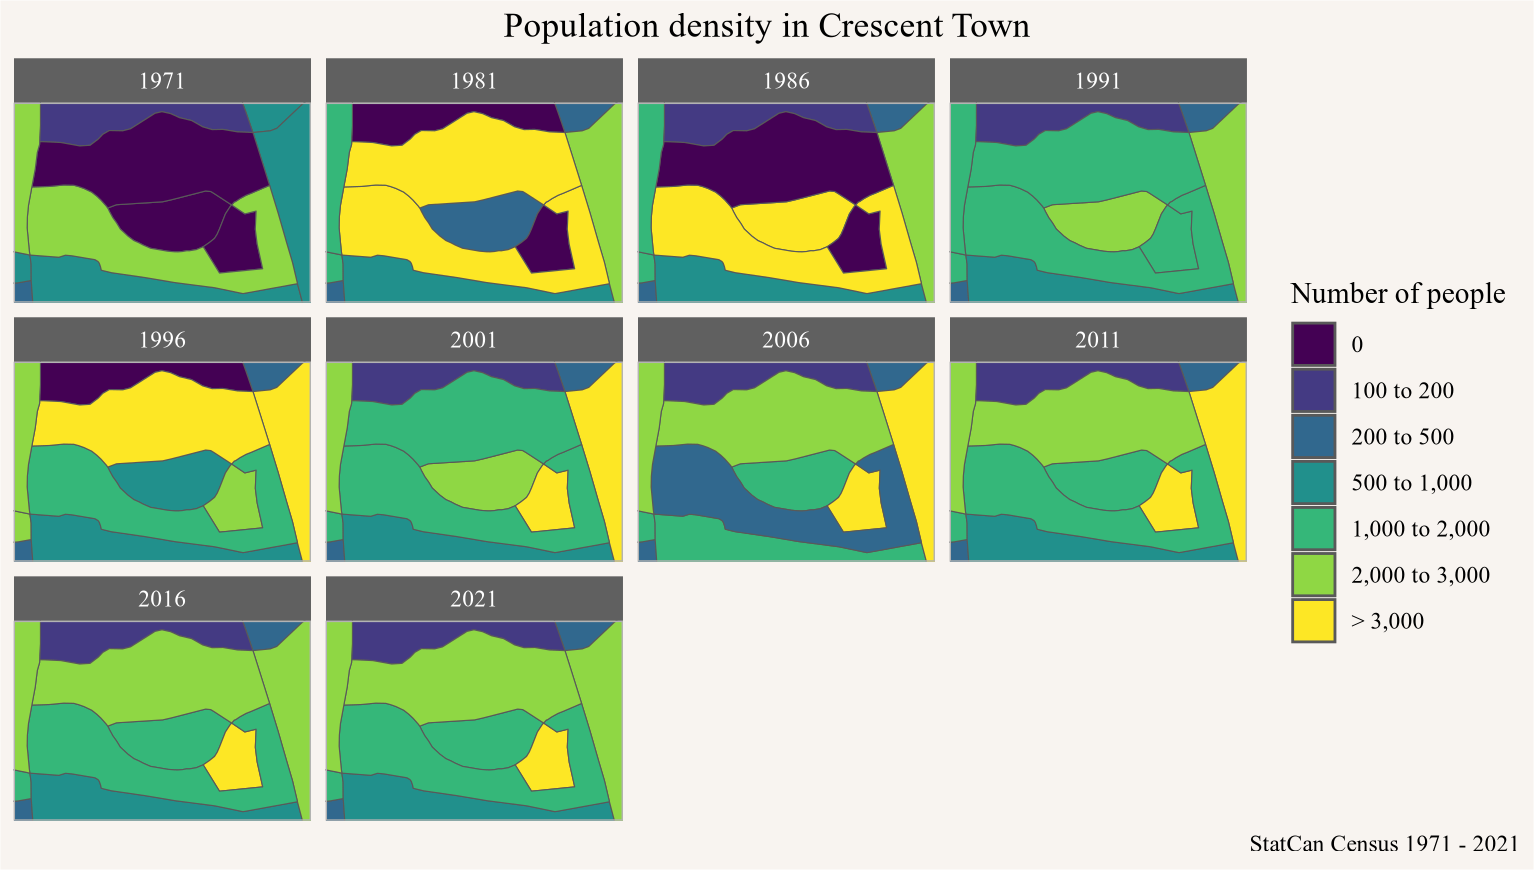 Population density in Crescent Town
1971
1981
1986
1991
1996
2001
2006
2011
2016
2021
Number of people
0
100 to 200
200 to 500
500 to 1,000
1,000 to 2,000
2,000 to 3,000
> 3,000
StatCan Census 1971 - 2021